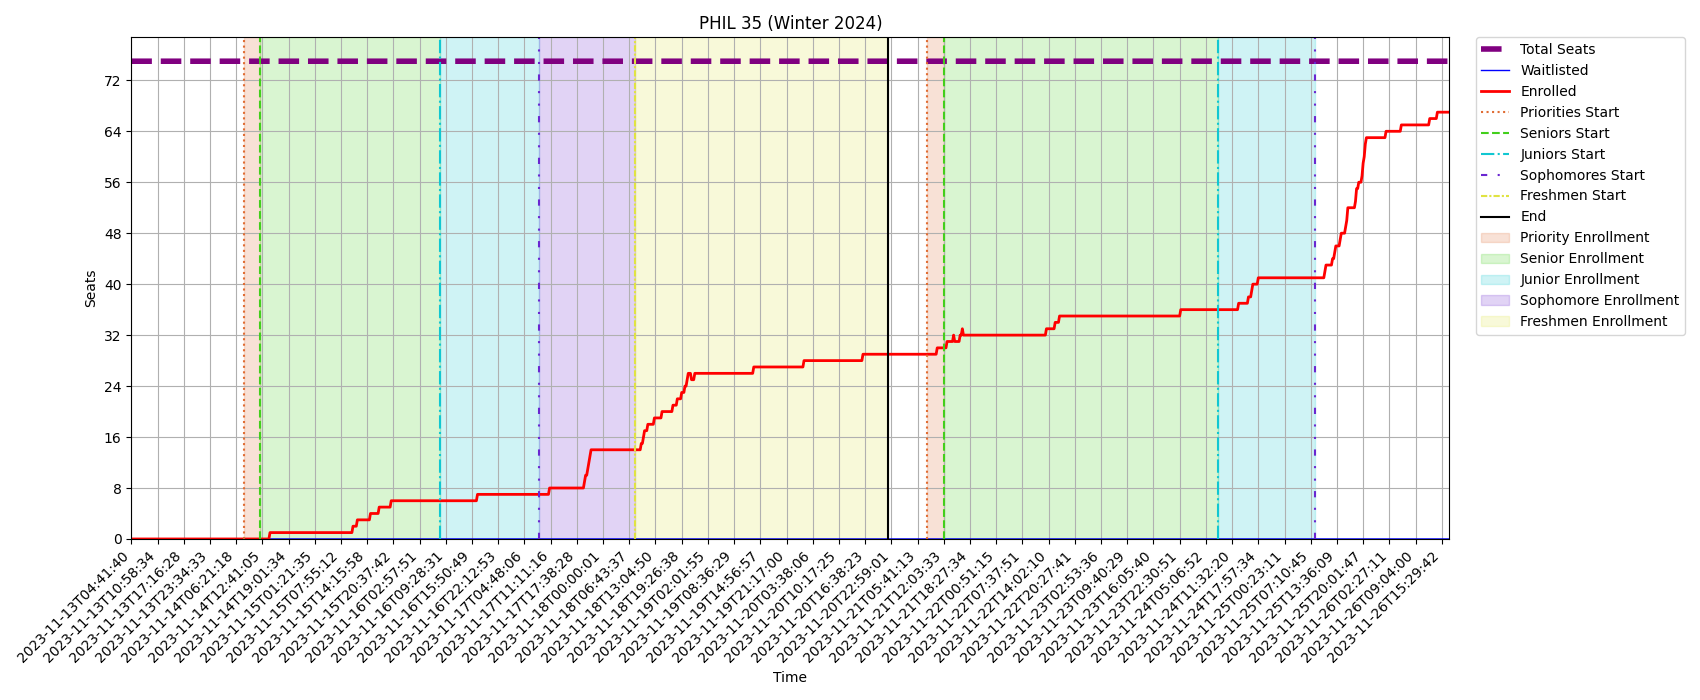 PHIL 35 (Winter 2024)
Seats
72
64
56
48
40
32
24
16
8
0
2023-11-13T04:41:40
2023-11-13T10:58:34
2023-11-13T17:16:28
2023-11-13T23:34:33
2023-11-14T06:21:18
2023-11-14T12:41:05
2023-11-14T19:01:34
2023-11-15T01:21:35
2023-11-15T07:55:12
2023-11-15T14:15:58
2023-11-15T20:37:42
2023-11-16T02:57:51
2023-11-16T09:28:31
2023-11-16T15:50:49
2023-11-16T22:12:53
2023-11-17T04:48:06
2023-11-17T11:11:16
2023-11-17T17:38:28
2023-11-18T00:00:01
2023-11-18T06:43:37
2023-11-18T13:04:50
2023-11-18T19:26:38
2023-11-19T02:01:55
2023-11-19T08:36:29
2023-11-19T14:56:57
2023-11-19T21:17:00
2023-11-20T03:38:06
2023-11-20T10:17:25
2023-11-20T16:38:23
2023-11-20T22:59:01
2023-11-21T05:41:13
2023-11-21T12:03:33
2023-11-21T18:27:34
2023-11-22T00:51:15
2023-11-22T07:37:51
2023-11-22T14:02:10
2023-11-22T20:27:41
2023-11-23T02:53:36
2023-11-23T09:40:29
2023-11-23T16:05:40
2023-11-23T22:30:51
2023-11-24T05:06:52
2023-11-24T11:32:20
2023-11-24T17:57:34
2023-11-25T00:23:11
2023-11-25T07:10:45
2023-11-25T13:36:09
2023-11-25T20:01:47
2023-11-26T02:27:11
2023-11-26T09:04:00
2023-11-26T15:29:42
Time
Total Seats
Waitlisted
Enrolled
Priorities Start
Seniors Start
Juniors Start
Sophomores Start
Freshmen Start
End
Priority Enrollment
Senior Enrollment
Junior Enrollment
Sophomore Enrollment
Freshmen Enrollment